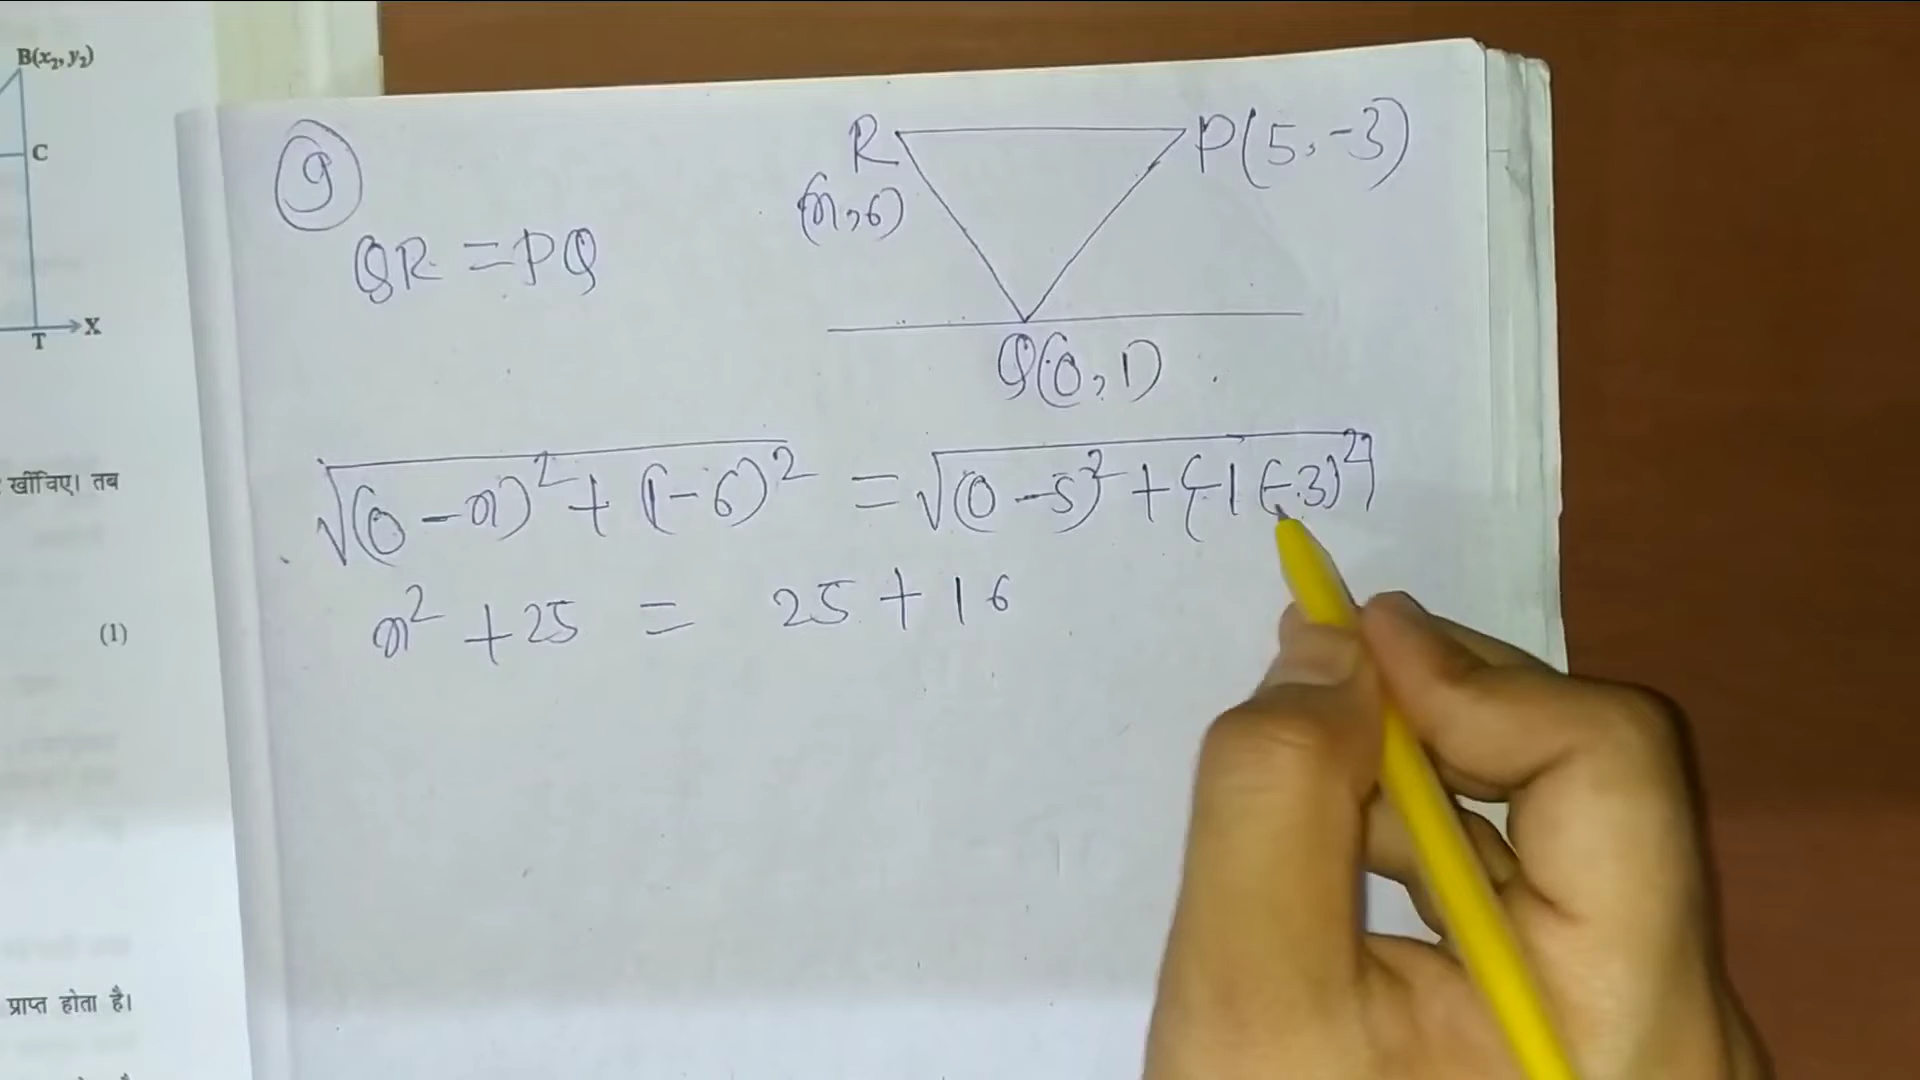 B(x₂, y₂)
C
T
X
खींचिए। तब
(1)
प्राप्त होता है।
9
R
P(5, -3)
(x, 6)
QR = PQ
Q(0, 1)
√(0 - x)² + (1 - 6)² = √(0 - 5)² + {-1 (-3)²}
x² + 25 = 25 + 16